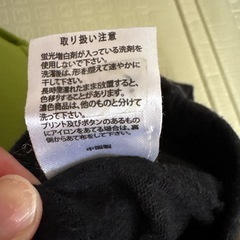 取り扱い注意
蛍光増白剤が入っている洗剤を
使用しないで下さい。
洗濯後は、形を整えて速やかに
干して下さい。
長時間濡れたまま放置すると、
色移りすることがあります。
濃色商品は、他のものと分けて
洗って下さい。
プリント及びボタンのあるもの
にアイロンをあてる場合は、裏
側からあて布をして下さい。
中国製